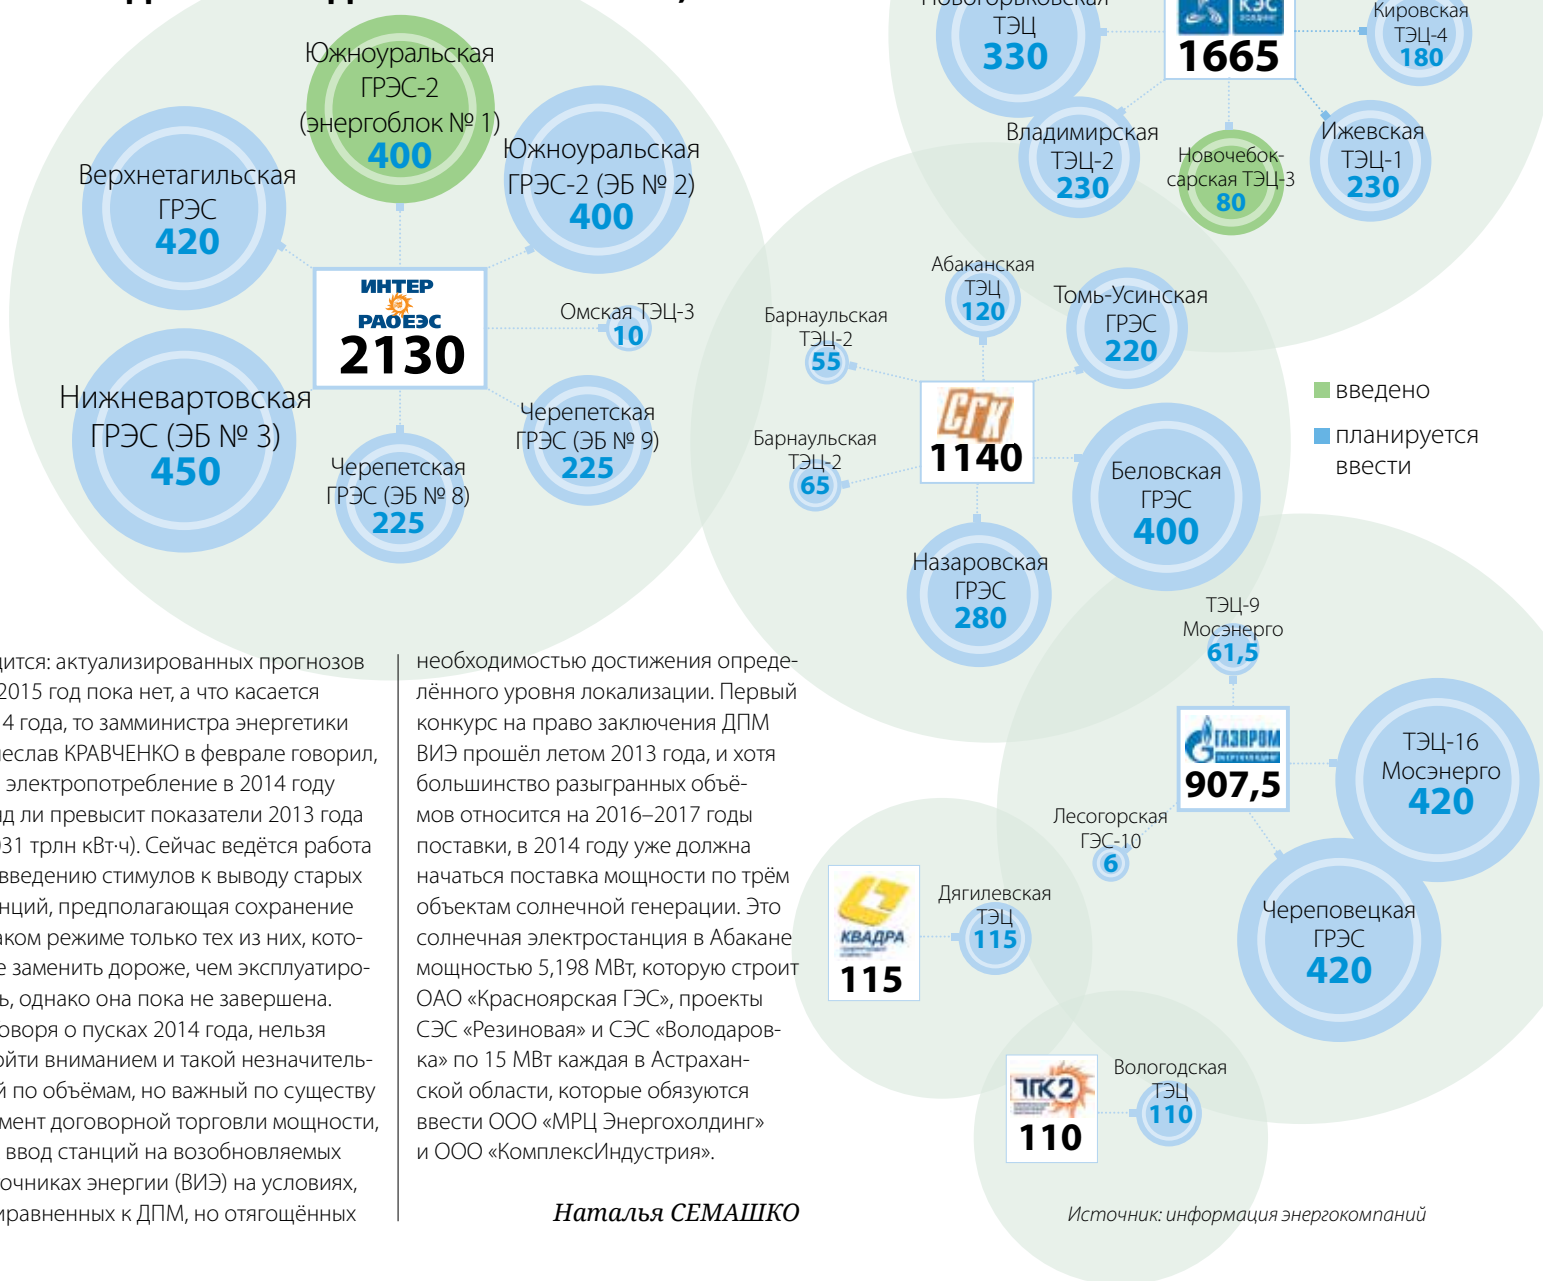 Южноуральская
ГРЭС-2
(энергоблок № 1)
400
Верхнетагильская
ГРЭС
420
Южноуральская
ГРЭС-2 (ЭБ № 2)
400
ИНТЕР
РАОЕЭС
2130
Омская ТЭЦ-3
10
Нижневартовская
ГРЭС (ЭБ № 3)
450
Черепетская
ГРЭС (ЭБ № 8)
225
Черепетская
ГРЭС (ЭБ № 9)
225
Новогорьковская
ТЭЦ
330
КЭС
ХОЛДИНГ
1665
Кировская
ТЭЦ-4
180
Владимирская
ТЭЦ-2
230
Новочебок-
сарская ТЭЦ-3
80
Ижевская
ТЭЦ-1
230
Абаканская
ТЭЦ
120
Барнаульская
ТЭЦ-2
55
Томь-Усинская
ГРЭС
220
СГК
1140
Барнаульская
ТЭЦ-2
65
Беловская
ГРЭС
400
Назаровская
ГРЭС
280
введено
планируется
ввести
ТЭЦ-9
Мосэнерго
61,5
ГАЗПРОМ
ЭНЕРГОХОЛДИНГ
907,5
ТЭЦ-16
Мосэнерго
420
Лесогорская
ГЭС-10
6
Череповецкая
ГРЭС
420
КВАДРА
115
Дягилевская
ТЭЦ
115
ТГК2
110
Вологодская
ТЭЦ
110
дится: актуализированных прогнозов
2015 год пока нет, а что касается
4 года, то замминистра энергетики
чеслав КРАВЧЕНКО в феврале говорил,
электропотребление в 2014 году
яд ли превысит показатели 2013 года
031 трлн кВт·ч). Сейчас ведётся работа
введению стимулов к выводу старых
нций, предполагающая сохранение
аком режиме только тех из них, кото-
е заменить дороже, чем эксплуатиро-
ь, однако она пока не завершена.
оворя о пусках 2014 года, нельзя
ойти вниманием и такой незначитель-
й по объёмам, но важный по существу
мент договорной торговли мощности,
ввод станций на возобновляемых
очниках энергии (ВИЭ) на условиях,
иравненных к ДПМ, но отягощённых
необходимостью достижения опреде-
лённого уровня локализации. Первый
конкурс на право заключения ДПМ
ВИЭ прошёл летом 2013 года, и хотя
большинство разыгранных объё-
мов относится на 2016–2017 годы
поставки, в 2014 году уже должна
начаться поставка мощности по трём
объектам солнечной генерации. Это
солнечная электростанция в Абакане
мощностью 5,198 МВт, которую строит
ОАО «Красноярская ГЭС», проекты
СЭС «Резиновая» и СЭС «Володаров-
ка» по 15 МВт каждая в Астрахан-
ской области, которые обязуются
ввести ООО «МРЦ Энергохолдинг»
и ООО «КомплексИндустрия».
Наталья СЕМАШКО
Источник: информация энергокомпаний